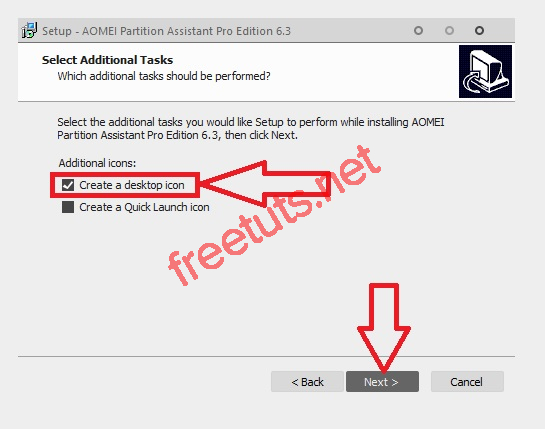 Setup - AOMEI Partition Assistant Pro Edition 6.3
Select Additional Tasks
Which additional tasks should be performed?
Select the additional tasks you would like Setup to perform while installing AOMEI
Partition Assistant Pro Edition 6.3, then click Next.
Additional icons:
Create a desktop icon
Create a Quick Launch icon
freetuts.net
< Back
Next >
Cancel